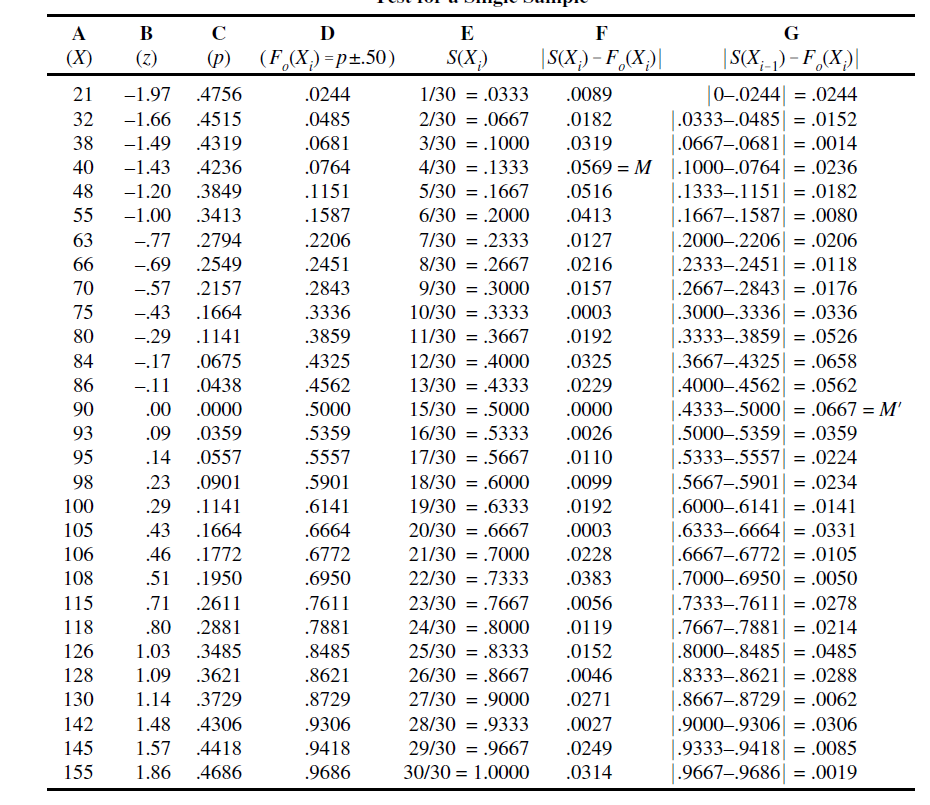 Test for a Single Sample
A B C D E F G
(X) (z) (p) (Fo(Xi) = p±.50) S(Xi) |S(Xi) – Fo(Xi)| |S(Xi–1) – Fo(Xi)|
21 –1.97 .4756 .0244 1/30 = .0333 .0089 |0–.0244| = .0244
32 –1.66 .4515 .0485 2/30 = .0667 .0182 |.0333–.0485| = .0152
38 –1.49 .4319 .0681 3/30 = .1000 .0319 |.0667–.0681| = .0014
40 –1.43 .4236 .0764 4/30 = .1333 .0569 = M |.1000–.0764| = .0236
48 –1.20 .3849 .1151 5/30 = .1667 .0516 |.1333–.1151| = .0182
55 –1.00 .3413 .1587 6/30 = .2000 .0413 |.1667–.1587| = .0080
63 –.77 .2794 .2206 7/30 = .2333 .0127 |.2000–.2206| = .0206
66 –.69 .2549 .2451 8/30 = .2667 .0216 |.2333–.2451| = .0118
70 –.57 .2157 .2843 9/30 = .3000 .0157 |.2667–.2843| = .0176
75 –.43 .1664 .3336 10/30 = .3333 .0003 |.3000–.3336| = .0336
80 –.29 .1141 .3859 11/30 = .3667 .0192 |.3333–.3859| = .0526
84 –.17 .0675 .4325 12/30 = .4000 .0325 |.3667–.4325| = .0658
86 –.11 .0438 .4562 13/30 = .4333 .0229 |.4000–.4562| = .0562
90 .00 .0000 .5000 15/30 = .5000 .0000 |.4333–.5000| = .0667 = M′
93 .09 .0359 .5359 16/30 = .5333 .0026 |.5000–.5359| = .0359
95 .14 .0557 .5557 17/30 = .5667 .0110 |.5333–.5557| = .0224
98 .23 .0901 .5901 18/30 = .6000 .0099 |.5667–.5901| = .0234
100 .29 .1141 .6141 19/30 = .6333 .0192 |.6000–.6141| = .0141
105 .43 .1664 .6664 20/30 = .6667 .0003 |.6333–.6664| = .0331
106 .46 .1772 .6772 21/30 = .7000 .0228 |.6667–.6772| = .0105
108 .51 .1950 .6950 22/30 = .7333 .0383 |.7000–.6950| = .0050
115 .71 .2611 .7611 23/30 = .7667 .0056 |.7333–.7611| = .0278
118 .80 .2881 .7881 24/30 = .8000 .0119 |.7667–.7881| = .0214
126 1.03 .3485 .8485 25/30 = .8333 .0152 |.8000–.8485| = .0485
128 1.09 .3621 .8621 26/30 = .8667 .0046 |.8333–.8621| = .0288
130 1.14 .3729 .8729 27/30 = .9000 .0271 |.8667–.8729| = .0062
142 1.48 .4306 .9306 28/30 = .9333 .0027 |.9000–.9306| = .0306
145 1.57 .4418 .9418 29/30 = .9667 .0249 |.9333–.9418| = .0085
155 1.86 .4686 .9686 30/30 = 1.0000 .0314 |.9667–.9686| = .0019